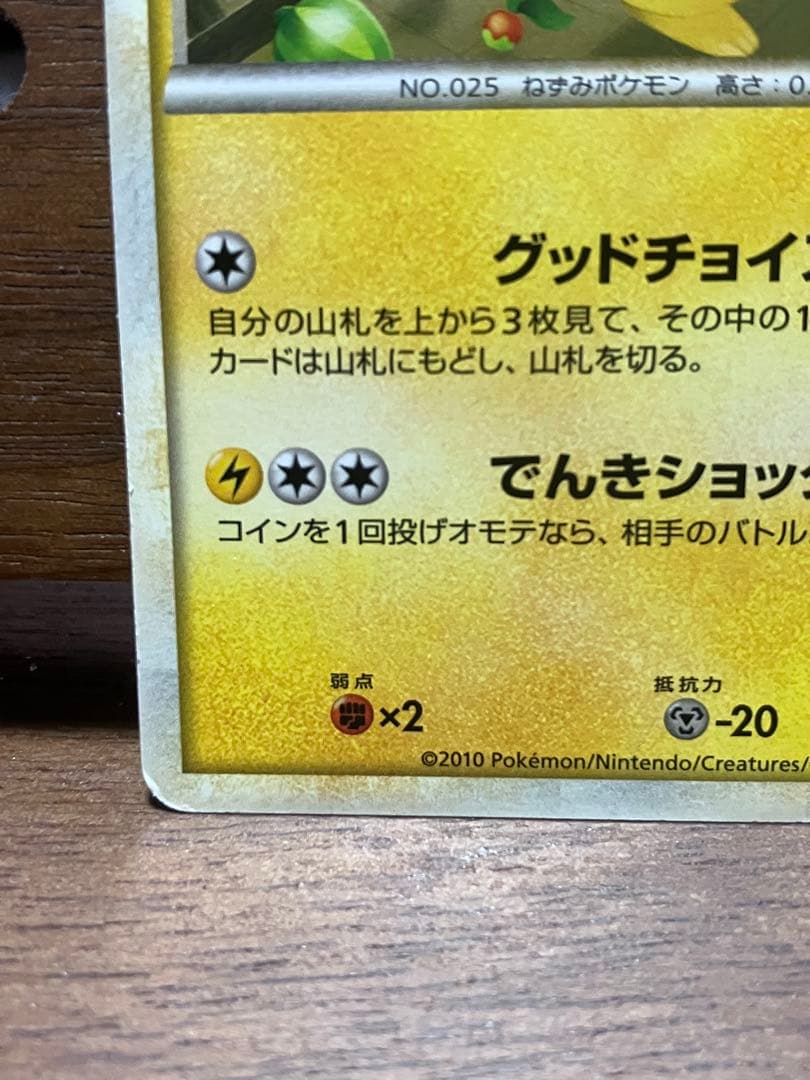 NO.025 ねずみポケモン 高さ:0.
グッドチョイ
自分の山札を上から3枚見て、その中の1
カードは山札にもどし、山札を切る。
でんきショッ
コインを1回投げオモテなら、相手のバトル
弱点 抵抗力
×2 -20
©2010 Pokémon/Nintendo/Creatures/